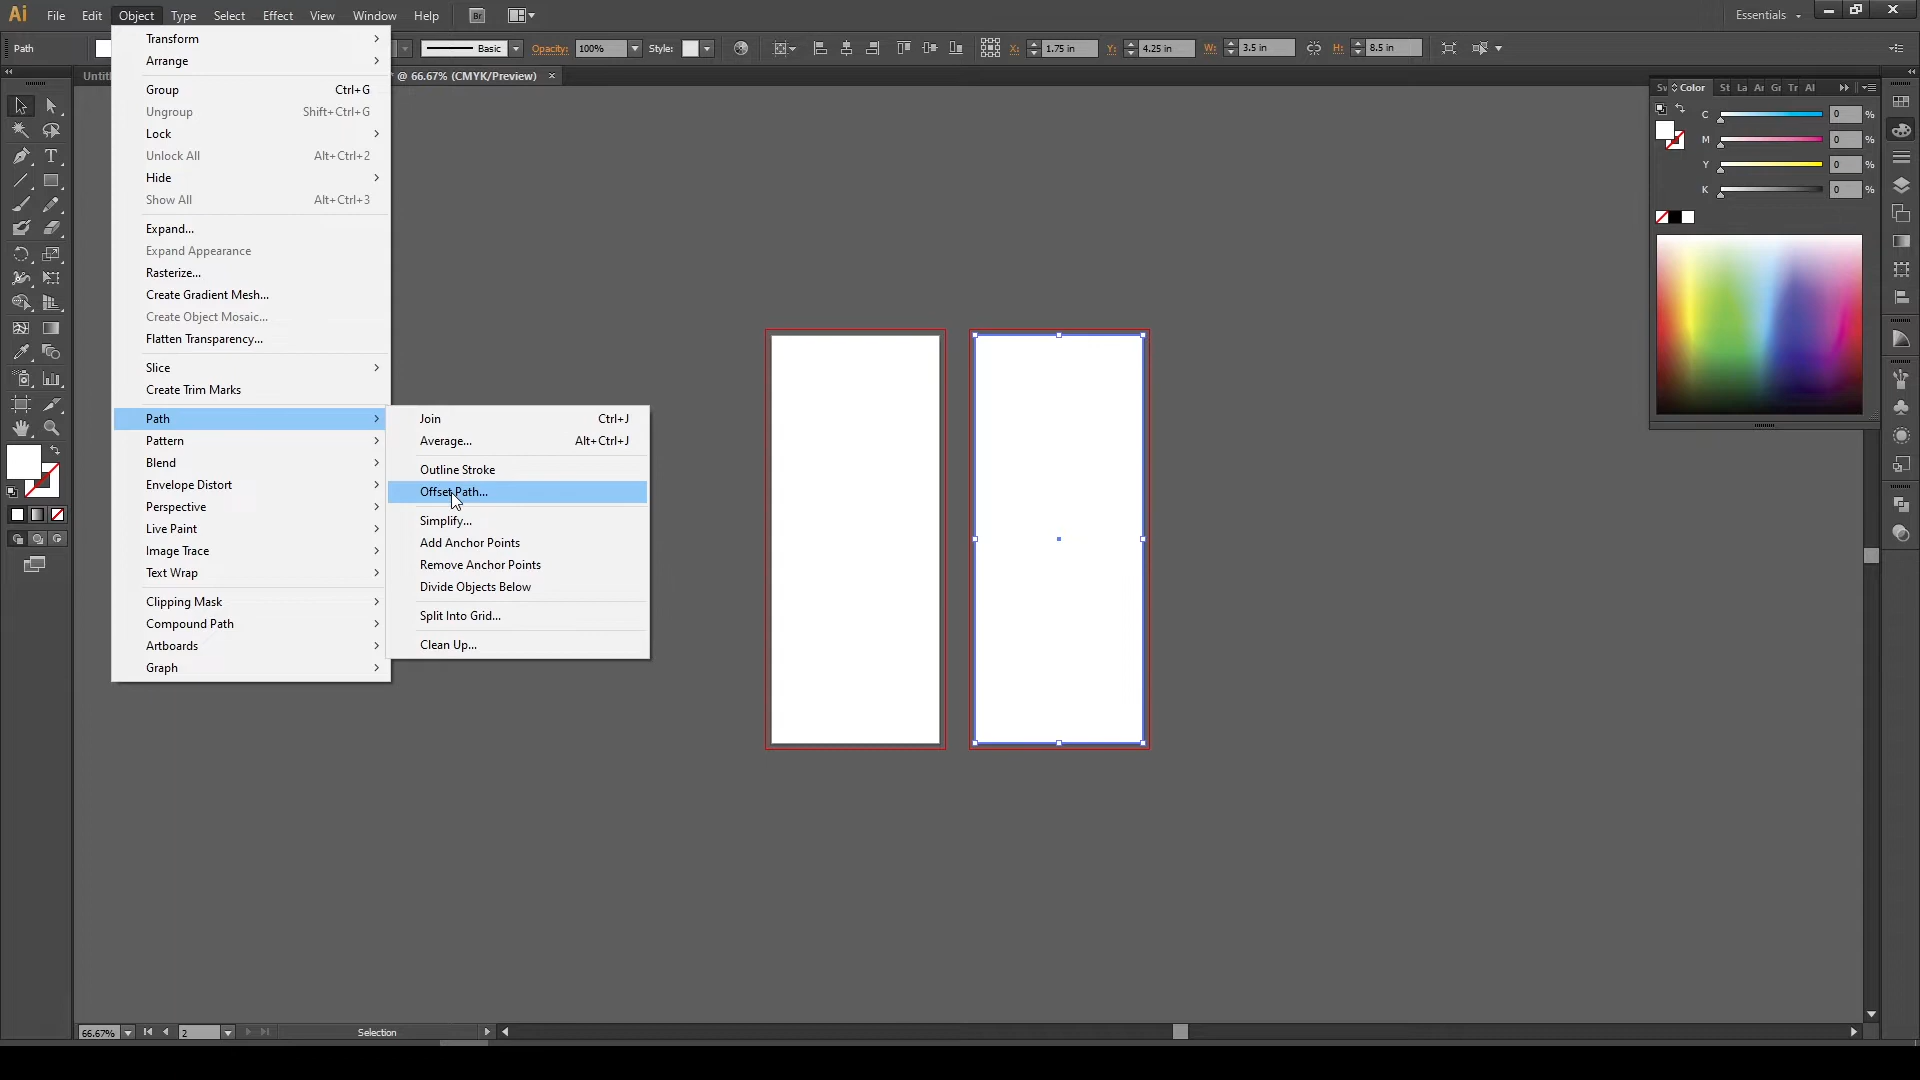 Ai File Edit Object Type Select Effect View Window Help Br Essentials
Path Basic Opacity: 100% Style: X: 1.75 in Y: 4.25 in W: 3.5 in H: 8.5 in
@ 66.67% (CMYK/Preview) ×
Transform
Arrange
Group Ctrl+G
Ungroup Shift+Ctrl+G
Lock
Unlock All Alt+Ctrl+2
Hide
Show All Alt+Ctrl+3
Expand...
Expand Appearance
Rasterize...
Create Gradient Mesh...
Create Object Mosaic...
Flatten Transparency...
Slice
Create Trim Marks
Path
Pattern
Blend
Envelope Distort
Perspective
Live Paint
Image Trace
Text Wrap
Clipping Mask
Compound Path
Artboards
Graph
Join Ctrl+J
Average... Alt+Ctrl+J
Outline Stroke
Offset Path...
Simplify...
Add Anchor Points
Remove Anchor Points
Divide Objects Below
Split Into Grid...
Clean Up...
Color St La Gr Tr Al
C 0 %
M 0 %
Y 0 %
K 0 %
66.67% 2 Selection